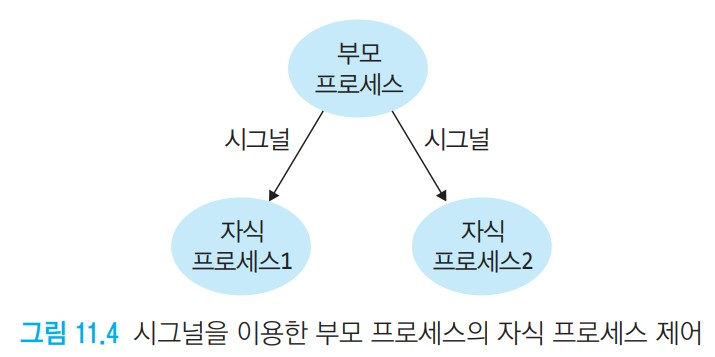 부모
프로세스
시그널
시그널
자식
프로세스1
자식
프로세스2
그림 11.4 시그널을 이용한 부모 프로세스의 자식 프로세스 제어